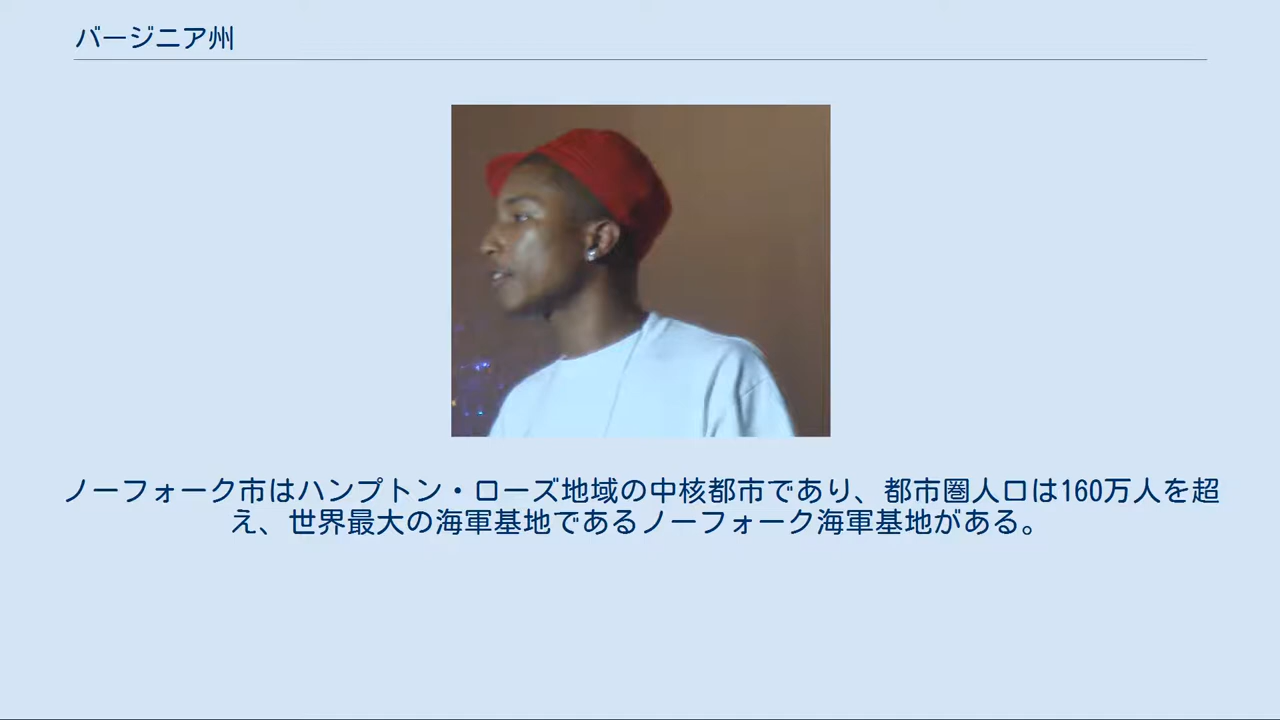 バージニア州
ノーフォーク市はハンプトン・ローズ地域の中核都市であり、都市圏人口は160万人を超
え、世界最大の海軍基地であるノーフォーク海軍基地がある。